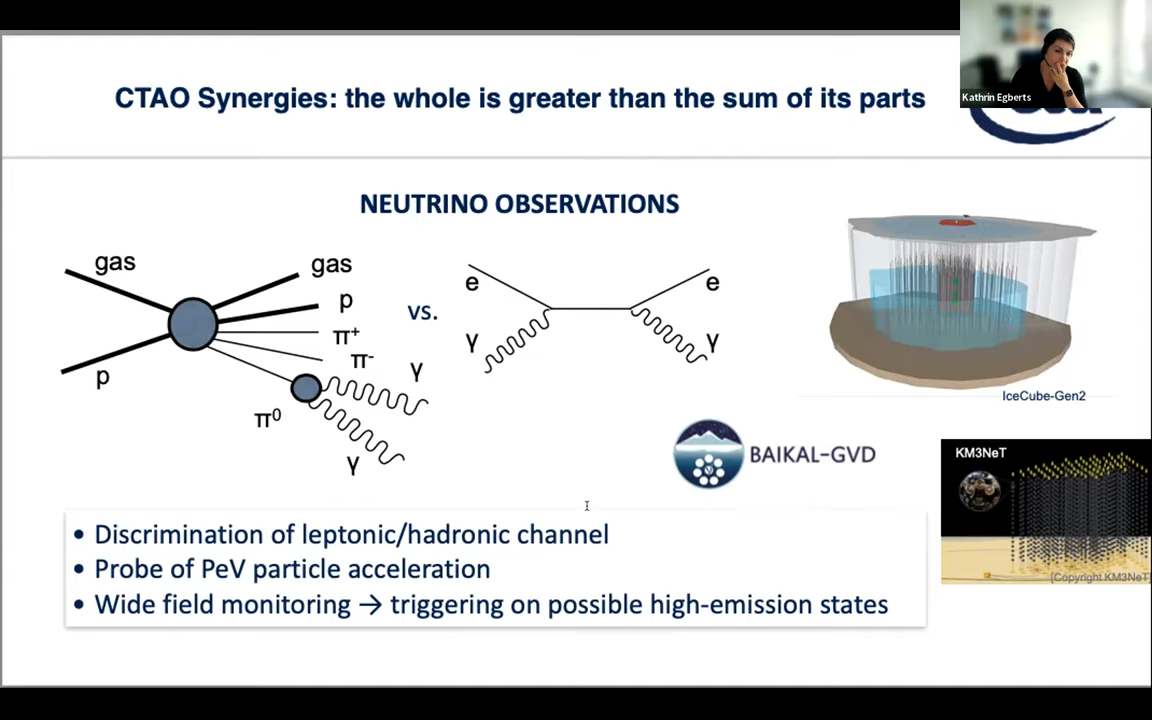 Kathrin Egberts
CTAO Synergies: the whole is greater than the sum of its parts
NEUTRINO OBSERVATIONS
gas
gas
p
π+
π-
γ
p
π0
γ
vs.
e
e
γ
γ
IceCube-Gen2
BAIKAL-GVD
KM3NeT
[Copyright KM3NeT]
• Discrimination of leptonic/hadronic channel
• Probe of PeV particle acceleration
• Wide field monitoring → triggering on possible high-emission states